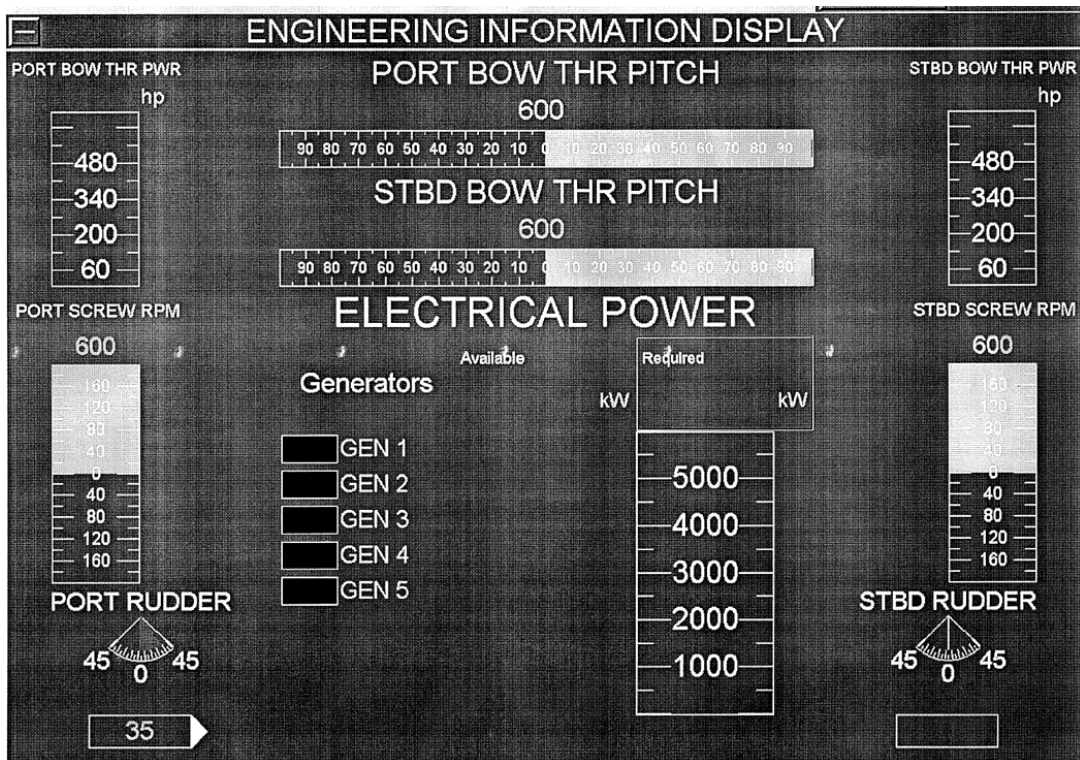 ENGINEERING INFORMATION DISPLAY
PORT BOW THR PWR
hp
480
340
200
60
PORT BOW THR PITCH
600
90 80 70 60 50 40 30 20 10 0 10 20 30 40 50 60 70 80 90
STBD BOW THR PITCH
600
90 80 70 60 50 40 30 20 10 0 10 20 30 40 50 60 70 80 90
STBD BOW THR PWR
hp
480
340
200
60
PORT SCREW RPM
600
160
120
80
40
0
40
80
120
160
ELECTRICAL POWER
Available
Generators
kW
GEN 1
GEN 2
GEN 3
GEN 4
GEN 5
Required
kW
5000
4000
3000
2000
1000
STBD SCREW RPM
600
160
120
80
40
0
40
80
120
160
PORT RUDDER
45 0 45
35
STBD RUDDER
45 0 45